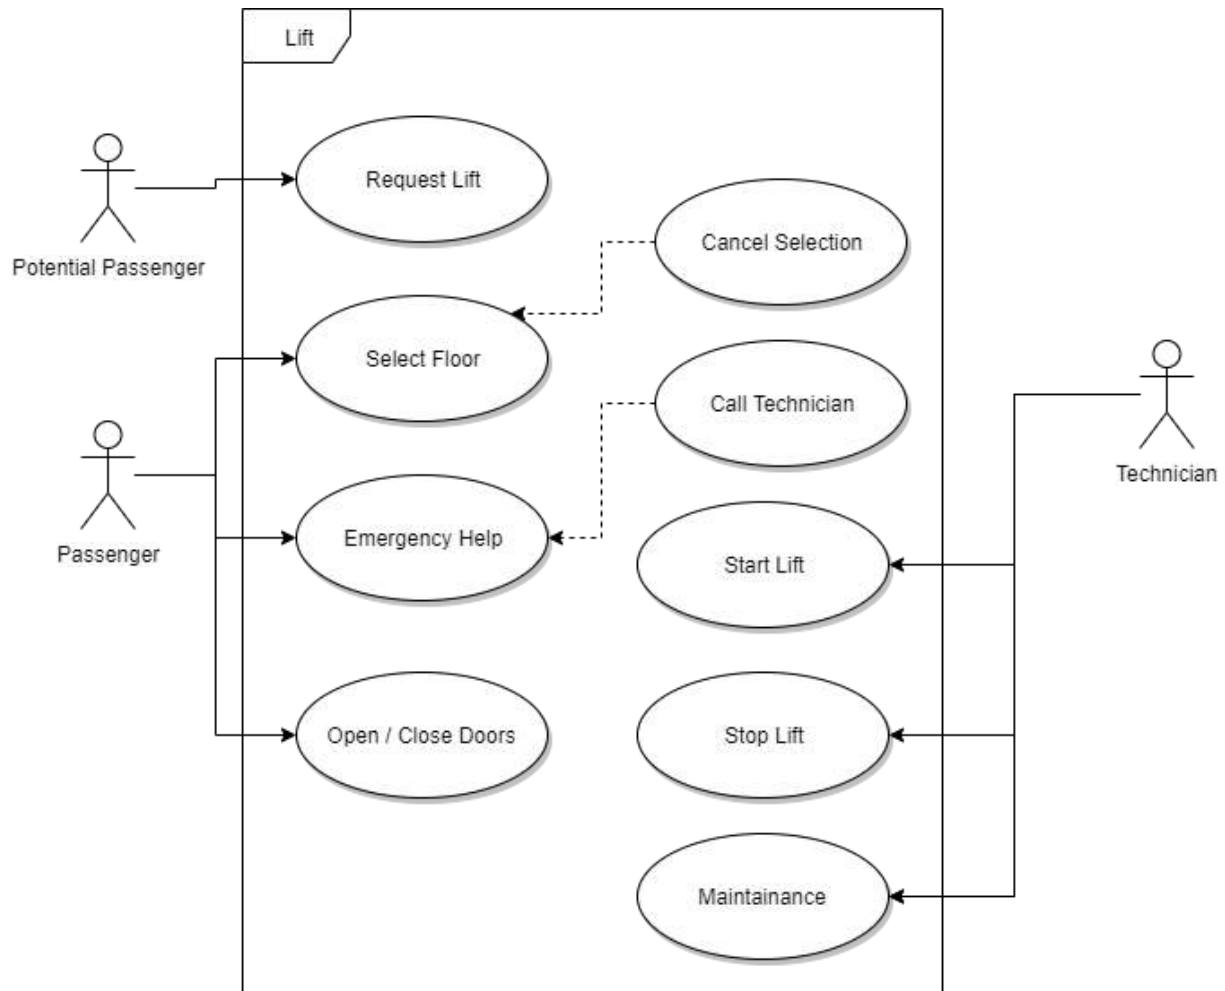 Lift
Request Lift
Potential Passenger
Cancel Selection
Select Floor
Call Technician
Technician
Passenger
Emergency Help
Start Lift
Open / Close Doors
Stop Lift
Maintainance